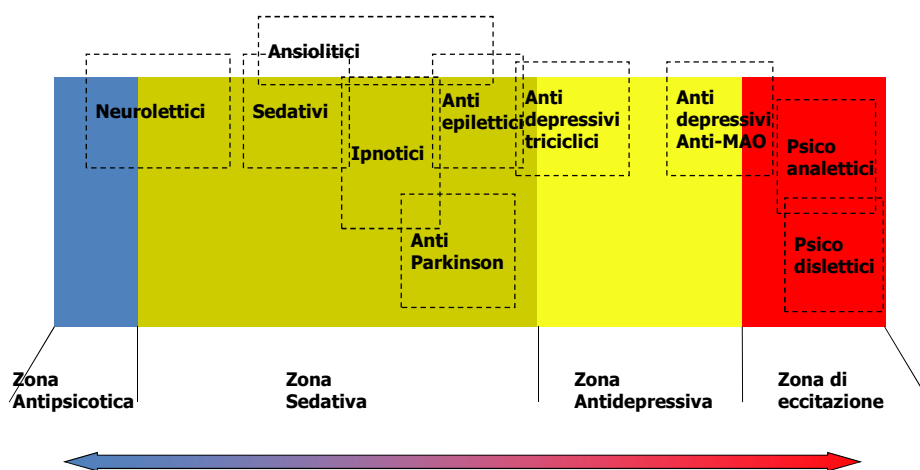 Ansiolitici
Neurolettici
Sedativi
Anti
epilettici
Anti
depressivi
triciclici
Anti
depressivi
Anti-MAO
Ipnotici
Psico
analettici
Anti
Parkinson
Psico
dislettici
Zona
Antipsicotica
Zona
Sedativa
Zona
Antidepressiva
Zona di
eccitazione